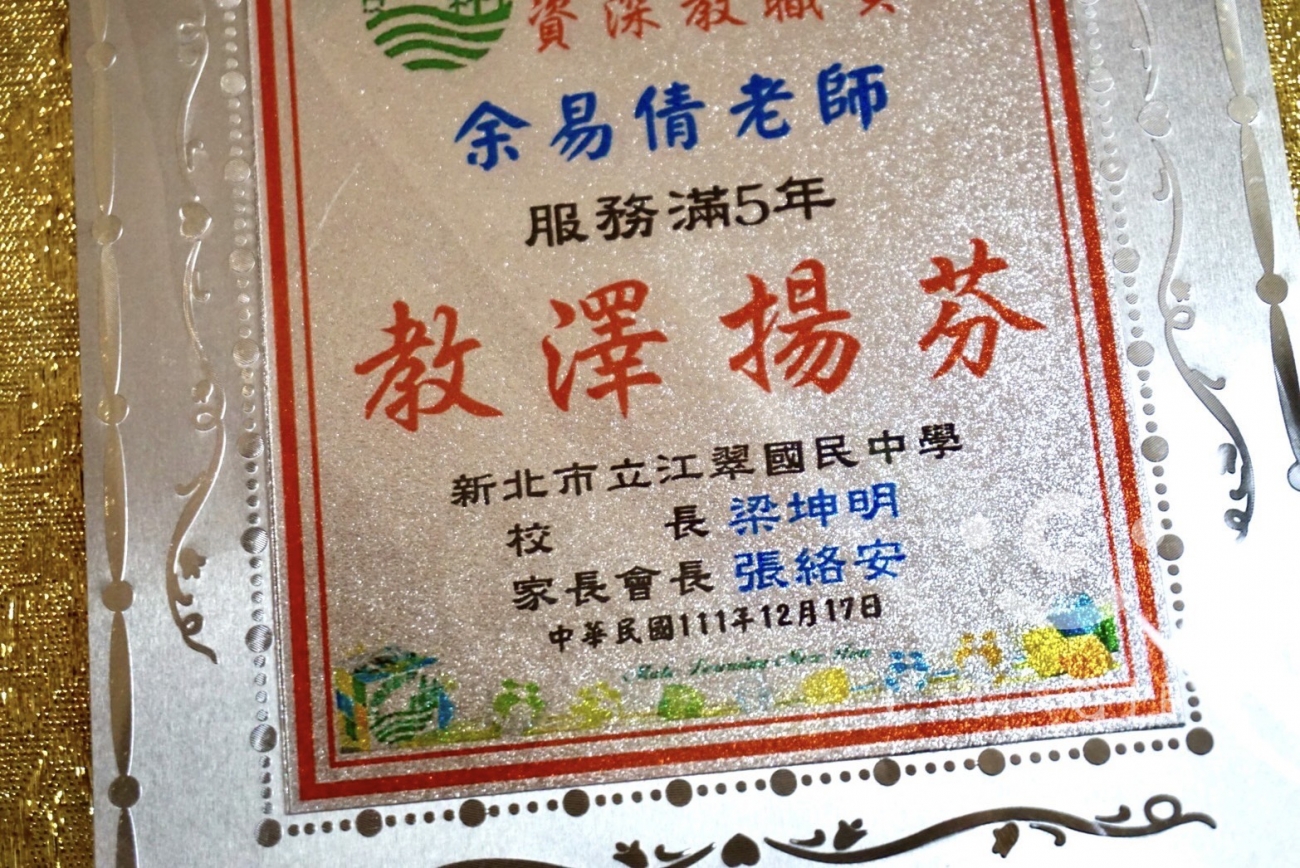 資深教職員
余易倩老師
服務滿5年
教澤揚芬
新北市立江翠國民中學
校 長 梁坤明
家長會長 張絡安
中華民國111年12月17日